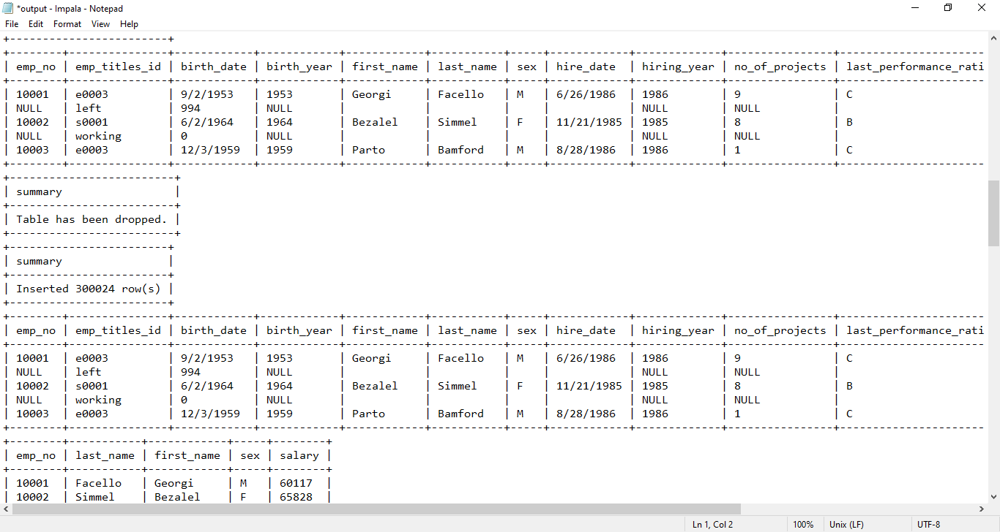 *output - Impala - Notepad
File Edit Format View Help
+------------------------+
+--------+---------------+------------+------------+------------+-----------+-----+------------+-------------+----------------+----------------------
| emp_no | emp_titles_id | birth_date | birth_year | first_name | last_name | sex | hire_date | hiring_year | no_of_projects | last_performance_rati
+--------+---------------+------------+------------+------------+-----------+-----+------------+-------------+----------------+----------------------
| 10001 | e0003 | 9/2/1953 | 1953 | Georgi | Facello | M | 6/26/1986 | 1986 | 9 | C
| NULL | left | 994 | NULL | | | | | NULL | NULL |
| 10002 | s0001 | 6/2/1964 | 1964 | Bezalel | Simmel | F | 11/21/1985 | 1985 | 8 | B
| NULL | working | 0 | NULL | | | | | NULL | NULL |
| 10003 | e0003 | 12/3/1959 | 1959 | Parto | Bamford | M | 8/28/1986 | 1986 | 1 | C
+--------+---------------+------------+------------+------------+-----------+-----+------------+-------------+----------------+----------------------
+-------------------------+
| summary |
+-------------------------+
| Table has been dropped. |
+-------------------------+
+------------------------+
| summary |
+------------------------+
| Inserted 300024 row(s) |
+------------------------+
+--------+---------------+------------+------------+------------+-----------+-----+------------+-------------+----------------+----------------------
| emp_no | emp_titles_id | birth_date | birth_year | first_name | last_name | sex | hire_date | hiring_year | no_of_projects | last_performance_rati
+--------+---------------+------------+------------+------------+-----------+-----+------------+-------------+----------------+----------------------
| 10001 | e0003 | 9/2/1953 | 1953 | Georgi | Facello | M | 6/26/1986 | 1986 | 9 | C
| NULL | left | 994 | NULL | | | | | NULL | NULL |
| 10002 | s0001 | 6/2/1964 | 1964 | Bezalel | Simmel | F | 11/21/1985 | 1985 | 8 | B
| NULL | working | 0 | NULL | | | | | NULL | NULL |
| 10003 | e0003 | 12/3/1959 | 1959 | Parto | Bamford | M | 8/28/1986 | 1986 | 1 | C
+--------+---------------+------------+------------+------------+-----------+-----+------------+-------------+----------------+----------------------
+--------+-----------+------------+-----+--------+
| emp_no | last_name | first_name | sex | salary |
+--------+-----------+------------+-----+--------+
| 10001 | Facello | Georgi | M | 60117 |
| 10002 | Simmel | Bezalel | F | 65828 |
Ln 1, Col 2 100% Unix (LF) UTF-8